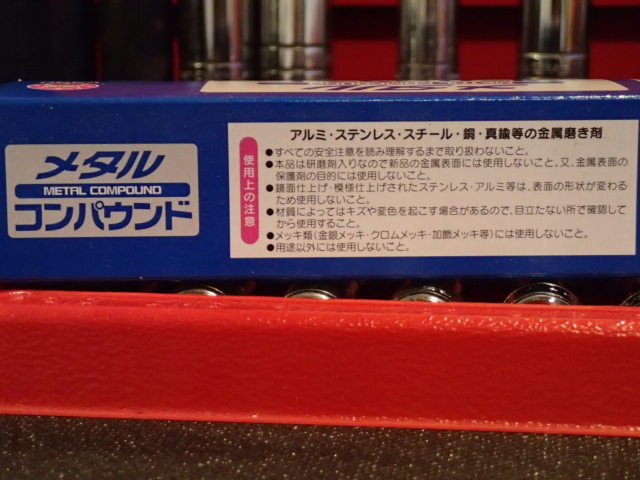 メタル
METAL COMPOUND
コンパウンド
アルミ・ステンレス・スチール・銅・真鍮等の金属磨き剤
使用上の注意
●すべての安全注意を読み理解するまで取り扱わないこと。
●本品は研磨剤入りなので新品の金属表面には使用しないこと。又、金属表面の
保護剤の目的には使用しないこと。
●鏡面仕上げ・模様仕上げされたステンレス・アルミ等は、表面の形状が変わる
ため使用しないこと。
●材質によってはキズや変色を起こす場合があるので、目立たない所で確認して
から使用すること。
●メッキ類（金銀メッキ・クロムメッキ・加飾メッキ等）には使用しないこと。
●用途以外には使用しないこと。